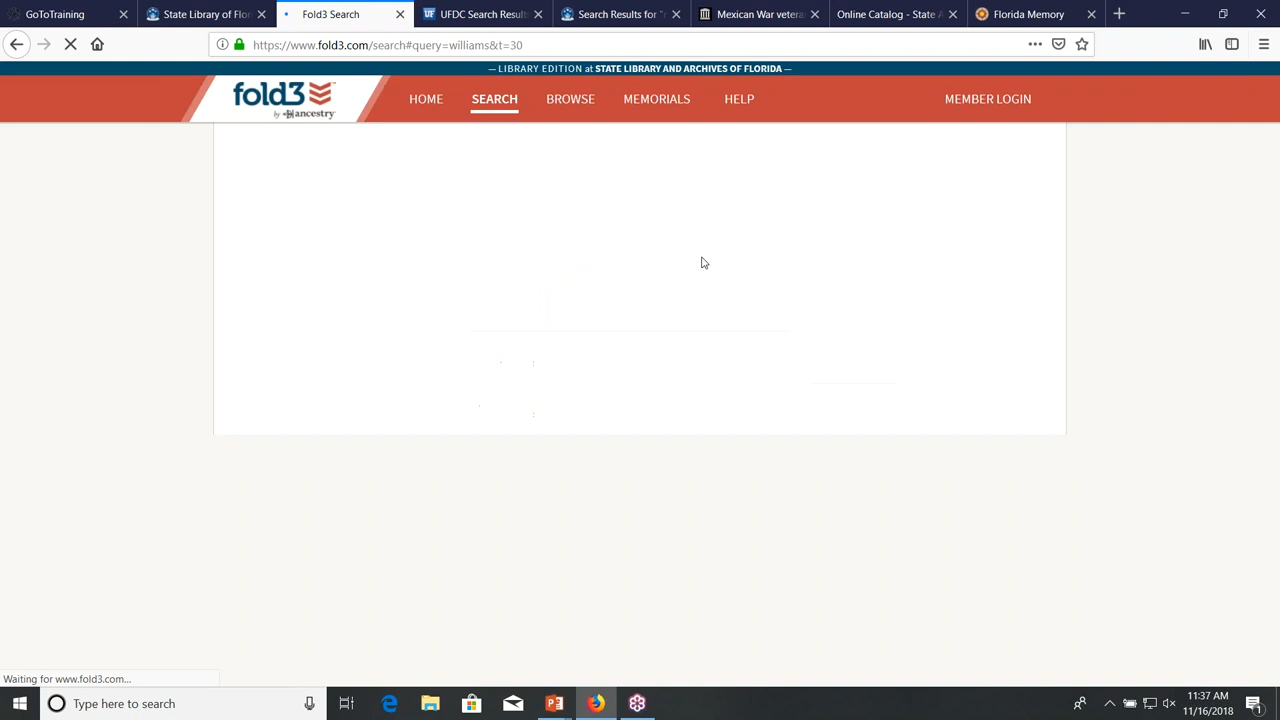 GoToTraining
State Library of Flor
Fold3 Search
UFDC Search Results
Search Results for "
Mexican War vetera
Online Catalog - State A
Florida Memory
https://www.fold3.com/search#query=williams&t=30
— LIBRARY EDITION at STATE LIBRARY AND ARCHIVES OF FLORIDA —
fold3
by ancestry
HOME
SEARCH
BROWSE
MEMORIALS
HELP
MEMBER LOGIN
Waiting for www.fold3.com...
Type here to search
11:37 AM
11/16/2018
1